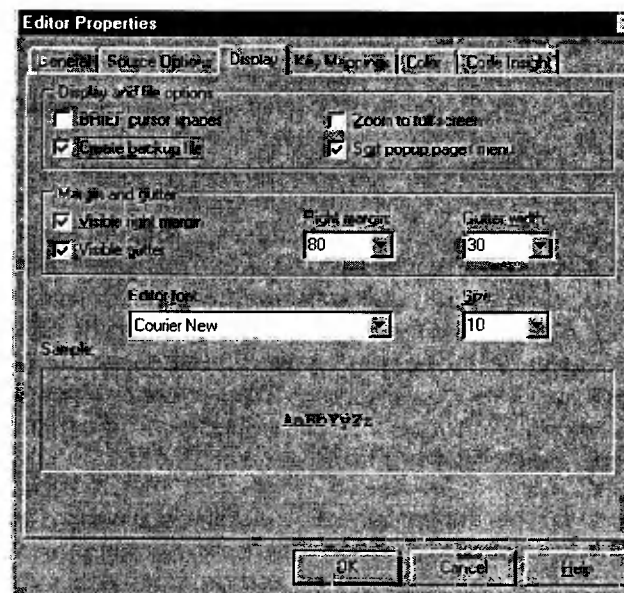 Editor Properties
General Source Options Display Key Mappings Color Code Insight
Display and file options
BRIEF cursor shapes Zoom to full screen
Create backup file Sort popup pages menu
Margin and gutter
Visible right margin Right margin: Gutter width:
Visible gutter 80 30
Editor font: Size:
Courier New 10
Sample:
AaBbYyZz
OK Cancel Help